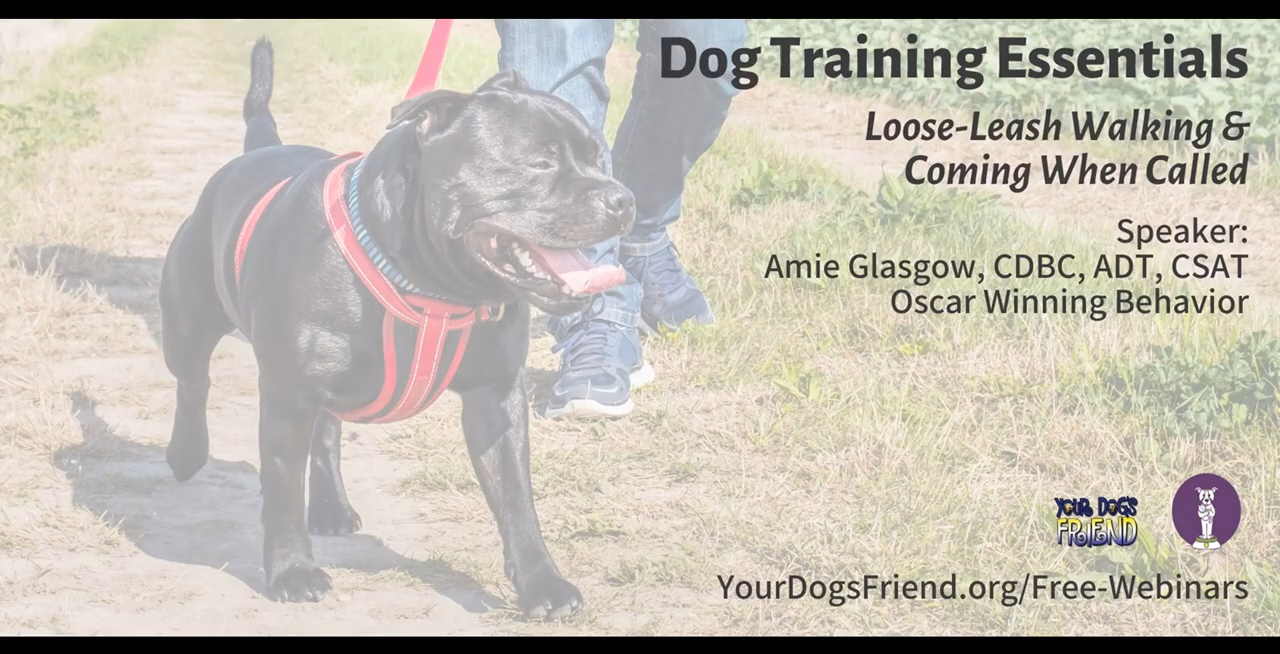 Dog Training Essentials
Loose-Leash Walking &
Coming When Called
Speaker:
Amie Glasgow, CDBC, ADT, CSAT
Oscar Winning Behavior
YOUR DOG'S
FRIEND
YourDogsFriend.org/Free-Webinars